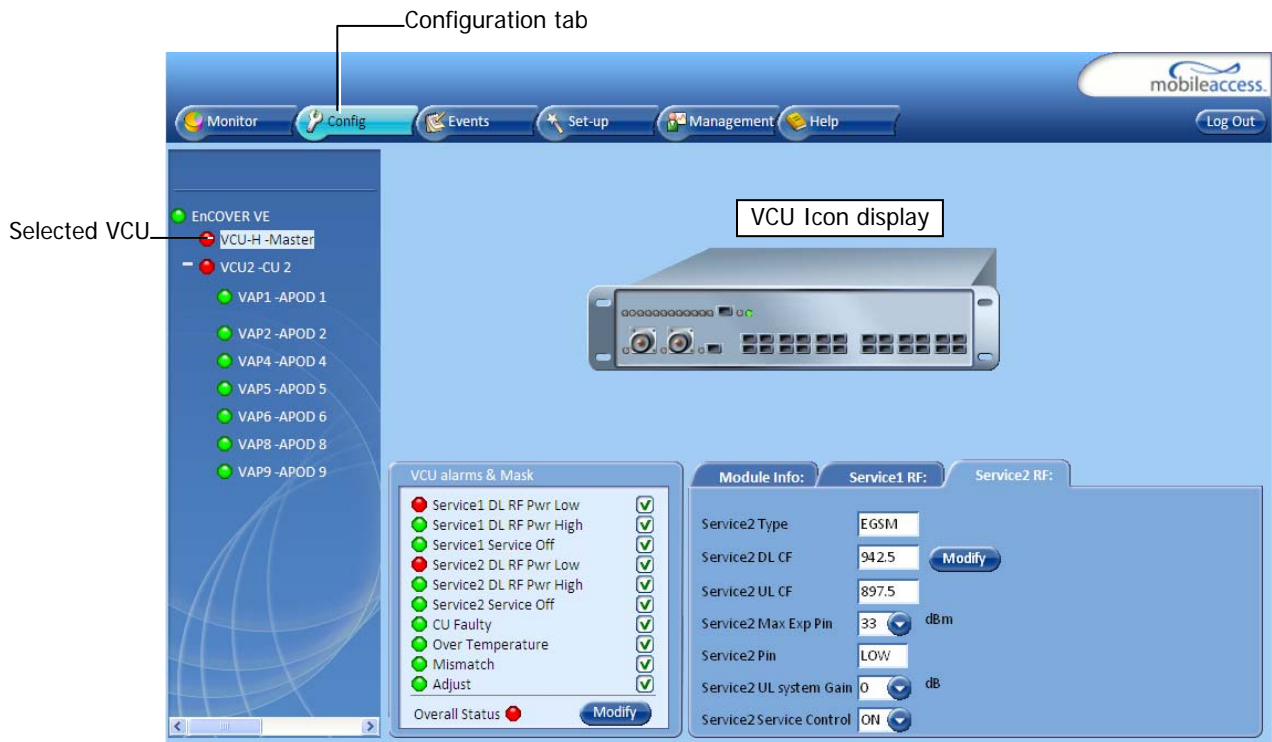 Configuration tab
mobileaccess.
Monitor
Config
Events
Set-up
Management
Help
Log Out
Selected VCU
EnCOVER VE
VCU-H -Master
VCU2 -CU 2
VAP1 -APOD 1
VAP2 -APOD 2
VAP4 -APOD 4
VAP5 -APOD 5
VAP6 -APOD 6
VAP8 -APOD 8
VAP9 -APOD 9
VCU Icon display
VCU alarms & Mask
Service1 DL RF Pwr Low
Service1 DL RF Pwr High
Service1 Service Off
Service2 DL RF Pwr Low
Service2 DL RF Pwr High
Service2 Service Off
CU Faulty
Over Temperature
Mismatch
Adjust
Overall Status
Modify
Module Info:
Service1 RF:
Service2 RF:
Service2 Type EGSM
Service2 DL CF 942.5 Modify
Service2 UL CF 897.5
Service2 Max Exp Pin 33 dBm
Service2 Pin LOW
Service2 UL system Gain 0 dB
Service2 Service Control ON